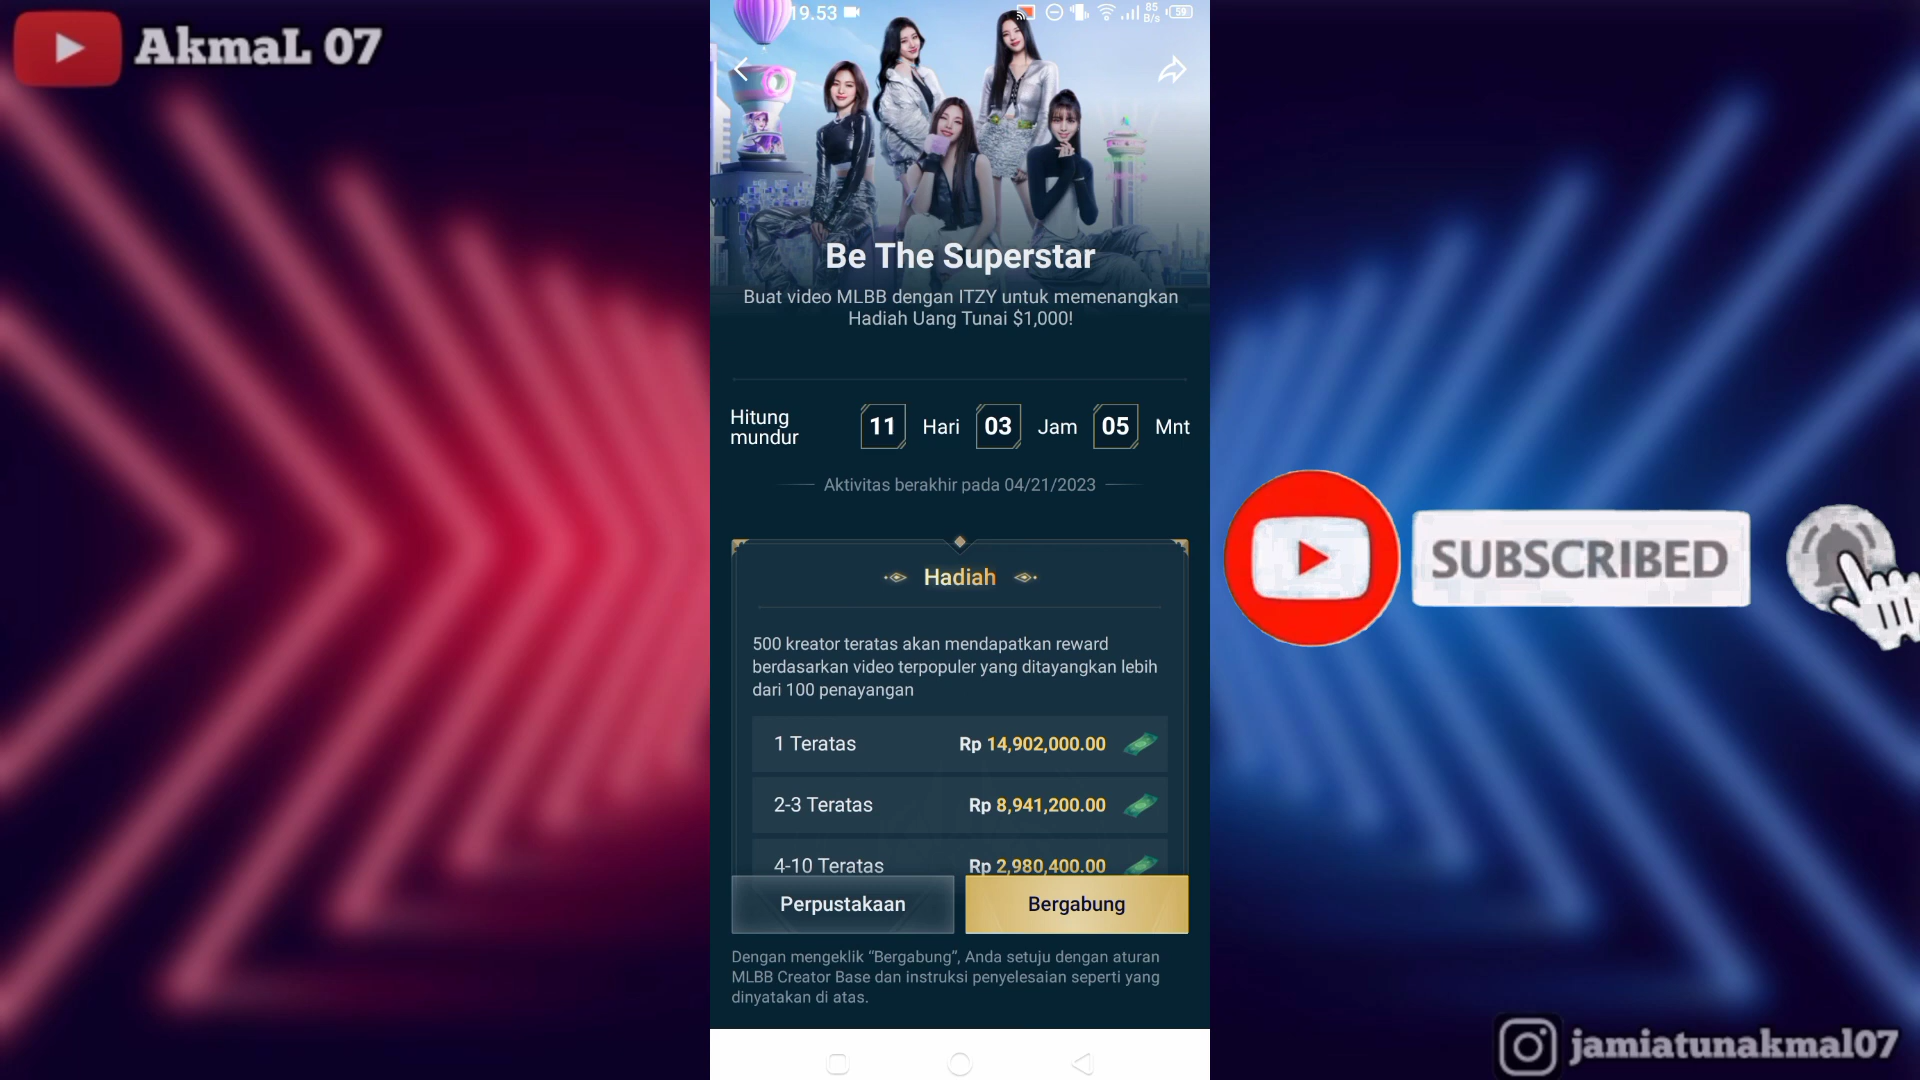 AkmaL 07
19.53
85
B/s
59
Be The Superstar
Buat video MLBB dengan ITZY untuk memenangkan
Hadiah Uang Tunai $1,000!
Hitung
mundur
11 Hari 03 Jam 05 Mnt
Aktivitas berakhir pada 04/21/2023
Hadiah
500 kreator teratas akan mendapatkan reward
berdasarkan video terpopuler yang ditayangkan lebih
dari 100 penayangan
1 Teratas Rp 14,902,000.00
2-3 Teratas Rp 8,941,200.00
4-10 Teratas Rp 2,980,400.00
Perpustakaan Bergabung
Dengan mengeklik “Bergabung”, Anda setuju dengan aturan
MLBB Creator Base dan instruksi penyelesaian seperti yang
dinyatakan di atas.
SUBSCRIBED
jamiatunakmal07